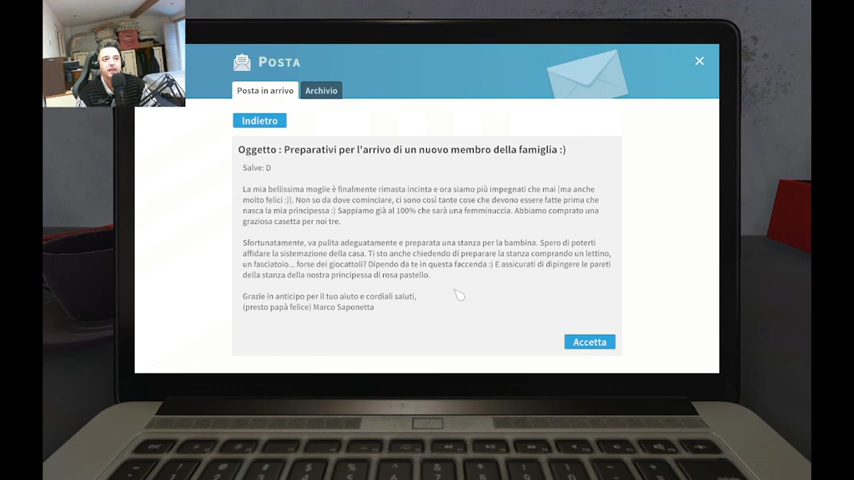 Posta
Posta in arrivo
Archivio
Indietro
Oggetto : Preparativi per l'arrivo di un nuovo membro della famiglia :)
Salve: D
La mia bellissima moglie è finalmente rimasta incinta e ora siamo più impegnati che mai (ma anche
molto felici :)). Non so da dove cominciare, ci sono così tante cose che devono essere fatte prima che
nasca la mia principessa :) Sappiamo già al 100% che sarà una femminuccia. Abbiamo comprato una
graziosa casetta per noi tre.
Sfortunatamente, va pulita adeguatamente e preparata una stanza per la bambina. Spero di poterti
affidare la sistemazione della casa. Ti sto anche chiedendo di preparare la stanza comprando un lettino,
un fasciatoio... forse dei giocattoli? Dipendo da te in questa faccenda :) E assicurati di dipingere le pareti
della stanza della nostra principessa di rosa pastello.
Grazie in anticipo per il tuo aiuto e cordiali saluti,
(presto papà felice) Marco Saponetta
Accetta